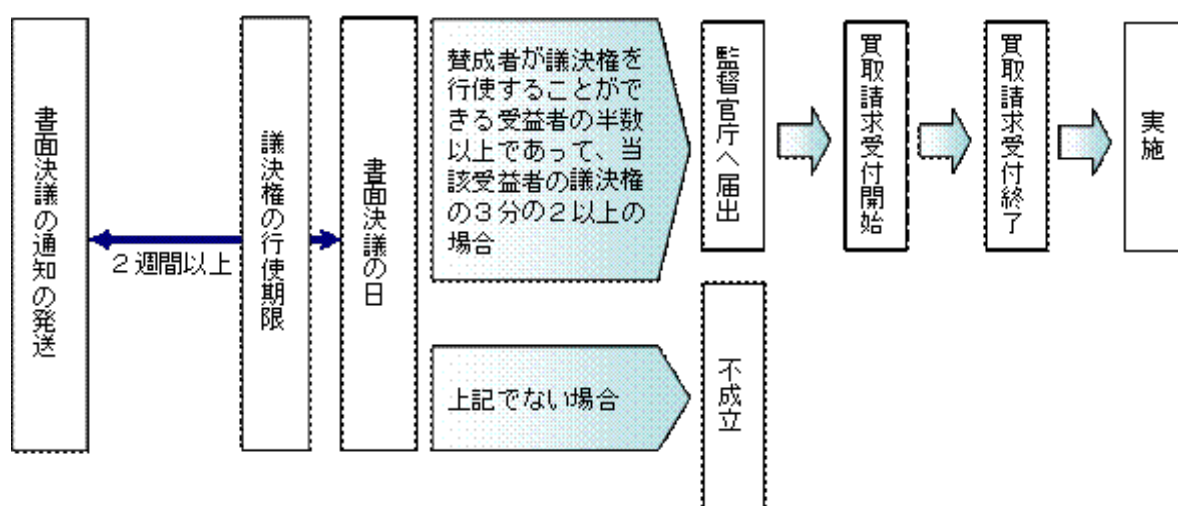 書面決議の通知の発送
２週間以上
議決権の行使期限
書面決議の日
賛成者が議決権を
行使することがで
きる受益者の半数
以上であって、当
該受益者の議決権
の３分の２以上の
場合
監督官庁へ届出
買取請求受付開始
買取請求受付終了
実施
上記でない場合
不成立